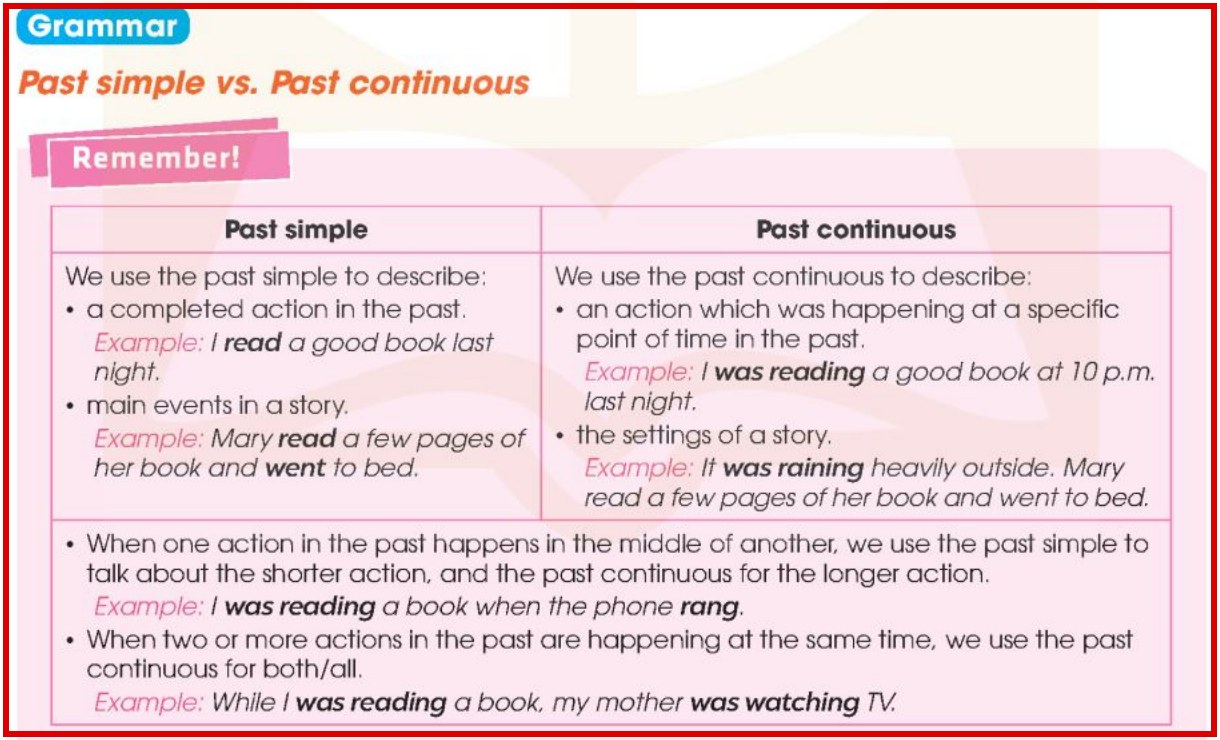 Grammar
Past simple vs. Past continuous
Remember!
Past simple
We use the past simple to describe:
• a completed action in the past.
Example: I read a good book last
night.
• main events in a story.
Example: Mary read a few pages of
her book and went to bed.
Past continuous
We use the past continuous to describe:
• an action which was happening at a specific
point of time in the past.
Example: I was reading a good book at 10 p.m.
last night.
• the settings of a story.
Example: It was raining heavily outside. Mary
read a few pages of her book and went to bed.
• When one action in the past happens in the middle of another, we use the past simple to
talk about the shorter action, and the past continuous for the longer action.
Example: I was reading a book when the phone rang.
• When two or more actions in the past are happening at the same time, we use the past
continuous for both/all.
Example: While I was reading a book, my mother was watching TV.